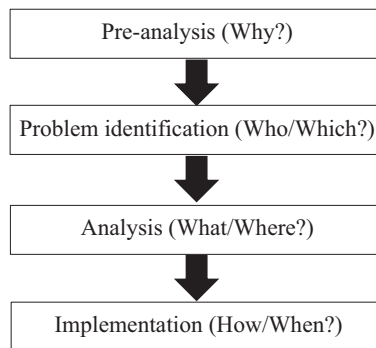 Pre-analysis (Why?)
Problem identification (Who/Which?)
Analysis (What/Where?)
Implementation (How/When?)